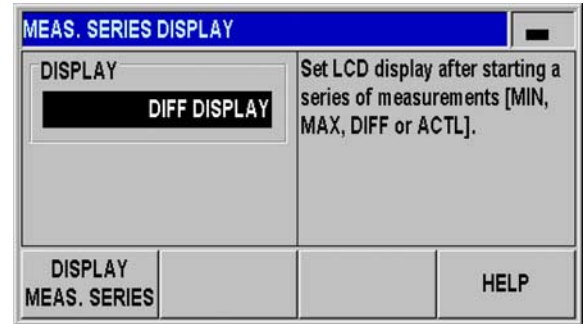 MEAS. SERIES DISPLAY
DISPLAY
DIFF DISPLAY
Set LCD display after starting a
series of measurements [MIN,
MAX, DIFF or ACTL].
DISPLAY
MEAS. SERIES
HELP